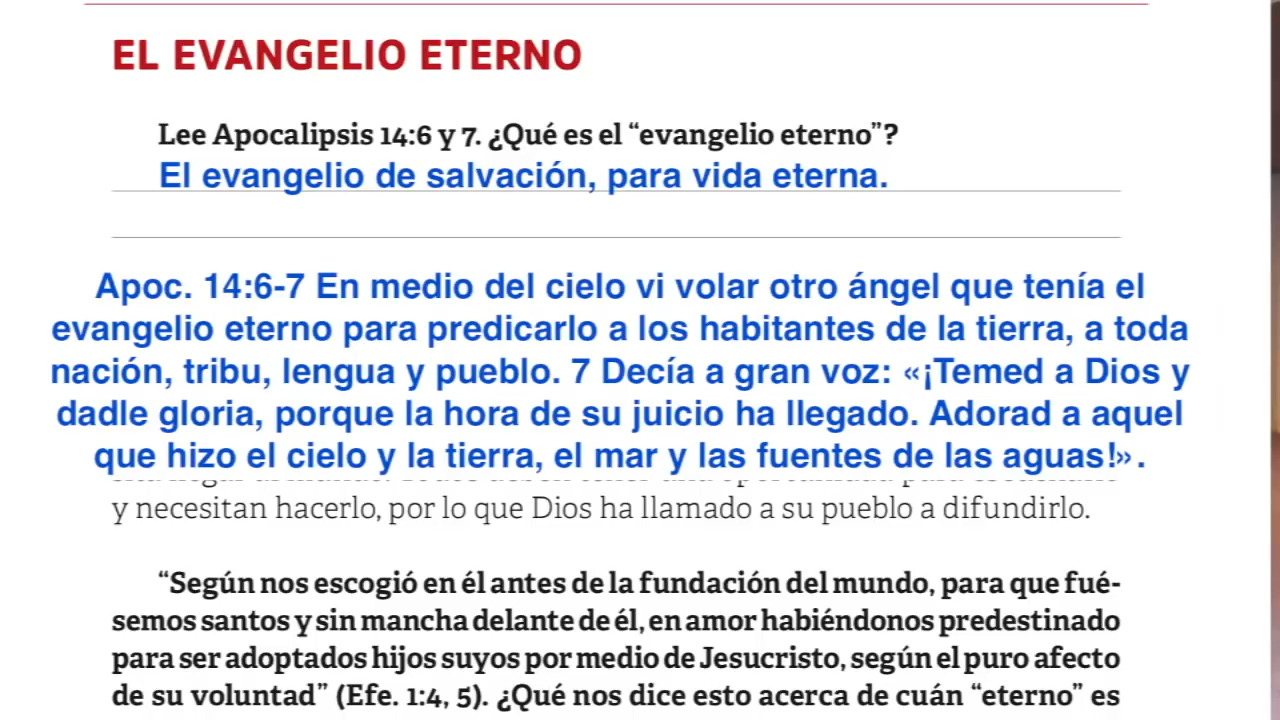 EL EVANGELIO ETERNO
Lee Apocalipsis 14:6 y 7. ¿Qué es el “evangelio eterno”?
El evangelio de salvación, para vida eterna.
Apoc. 14:6-7 En medio del cielo vi volar otro ángel que tenía el
evangelio eterno para predicarlo a los habitantes de la tierra, a toda
nación, tribu, lengua y pueblo. 7 Decía a gran voz: «¡Temed a Dios y
dadle gloria, porque la hora de su juicio ha llegado. Adorad a aquel
que hizo el cielo y la tierra, el mar y las fuentes de las aguas!».
y necesitan hacerlo, por lo que Dios ha llamado a su pueblo a difundirlo.
“Según nos escogió en él antes de la fundación del mundo, para que fué-
semos santos y sin mancha delante de él, en amor habiéndonos predestinado
para ser adoptados hijos suyos por medio de Jesucristo, según el puro afecto
de su voluntad” (Efe. 1:4, 5). ¿Qué nos dice esto acerca de cuán “eterno” es